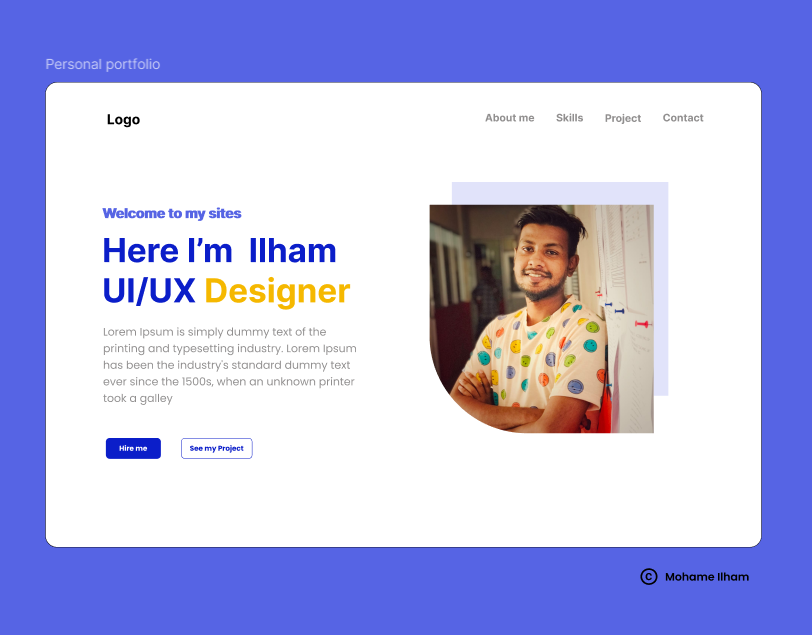 Personal portfolio
Logo
About me Skills Project Contact
Welcome to my sites
Here I'm Ilham
UI/UX Designer
Lorem Ipsum is simply dummy text of the
printing and typesetting industry. Lorem Ipsum
has been the industry's standard dummy text
ever since the 1500s, when an unknown printer
took a galley
Hire me See my Project
© Mohame Ilham